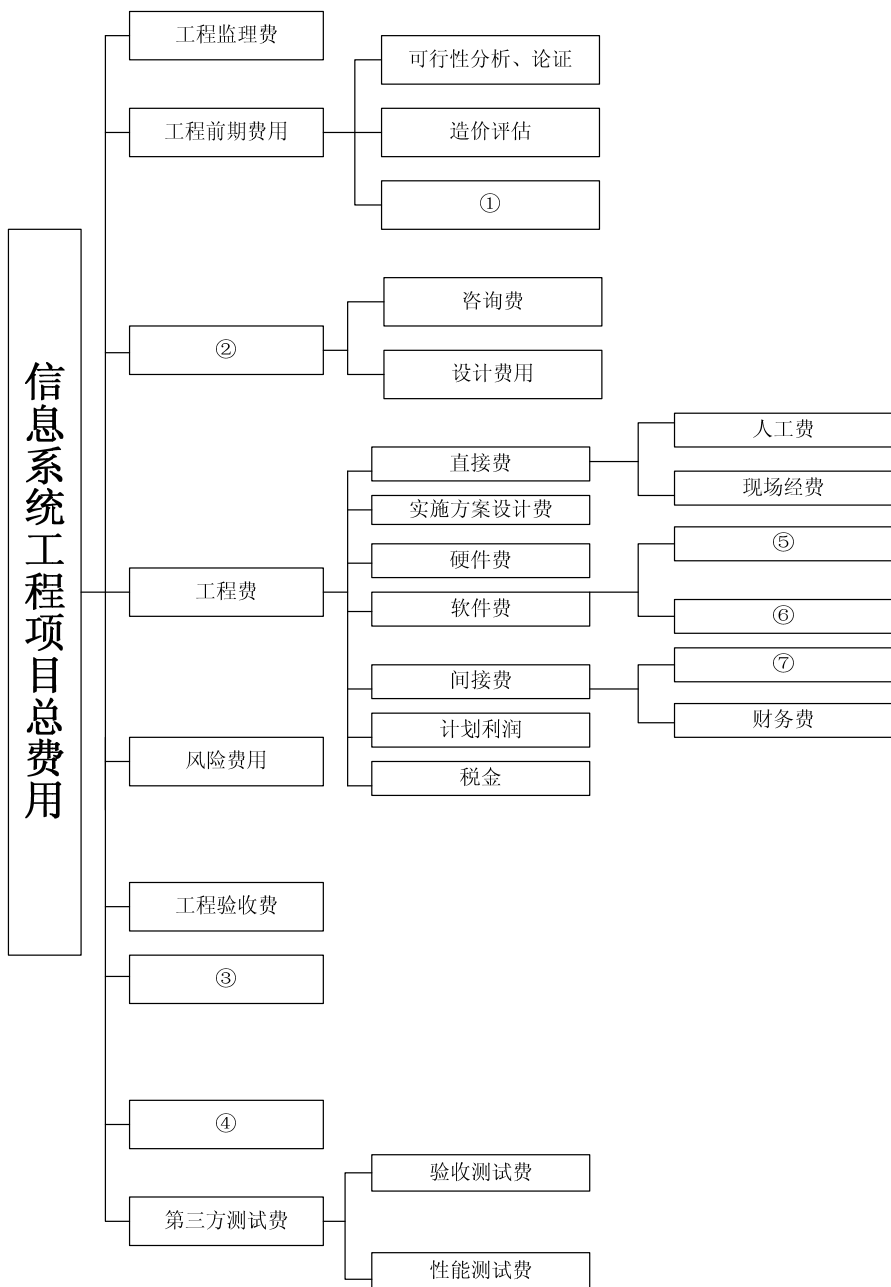 信息系统工程项目总费用
工程监理费
工程前期费用
可行性分析、论证
造价评估
①
②
咨询费
设计费用
工程费
直接费
人工费
现场经费
实施方案设计费
硬件费
软件费
⑤
⑥
间接费
⑦
财务费
计划利润
税金
风险费用
工程验收费
③
④
第三方测试费
验收测试费
性能测试费